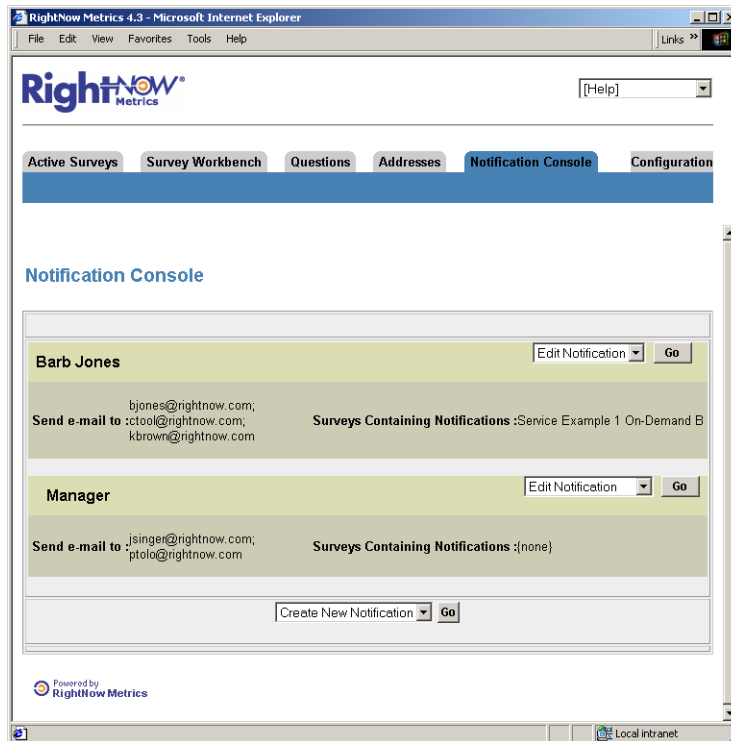 RightNow Metrics 4.3 - Microsoft Internet Explorer
File Edit View Favorites Tools Help Links »
RightNOW®
Metrics
[Help]
Active Surveys Survey Workbench Questions Addresses Notification Console Configuration
Notification Console
Barb Jones
Edit Notification Go
Send e-mail to :
bjones@rightnow.com;
ctool@rightnow.com;
kbrown@rightnow.com
Surveys Containing Notifications :Service Example 1 On-Demand B
Manager
Edit Notification Go
Send e-mail to :
jsinger@rightnow.com;
ptolo@rightnow.com
Surveys Containing Notifications :{none}
Create New Notification Go
Powered by
RightNow Metrics
Local intranet